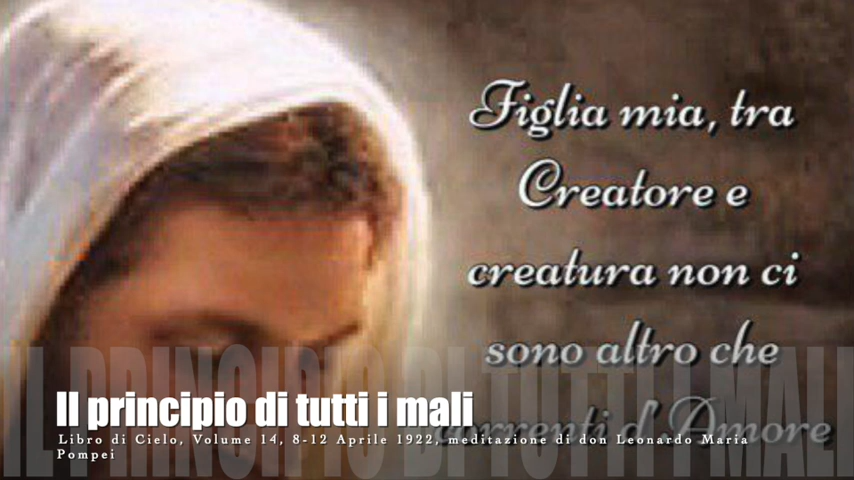 Figlia mia, tra
Creatore e
creatura non ci
sono altro che
correnti d'Amore
IL PRINCIPIO DI TUTTI I MALI
Il principio di tutti i mali
Libro di Cielo, Volume 14, 8-12 Aprile 1922, meditazione di don Leonardo Maria
Pompei